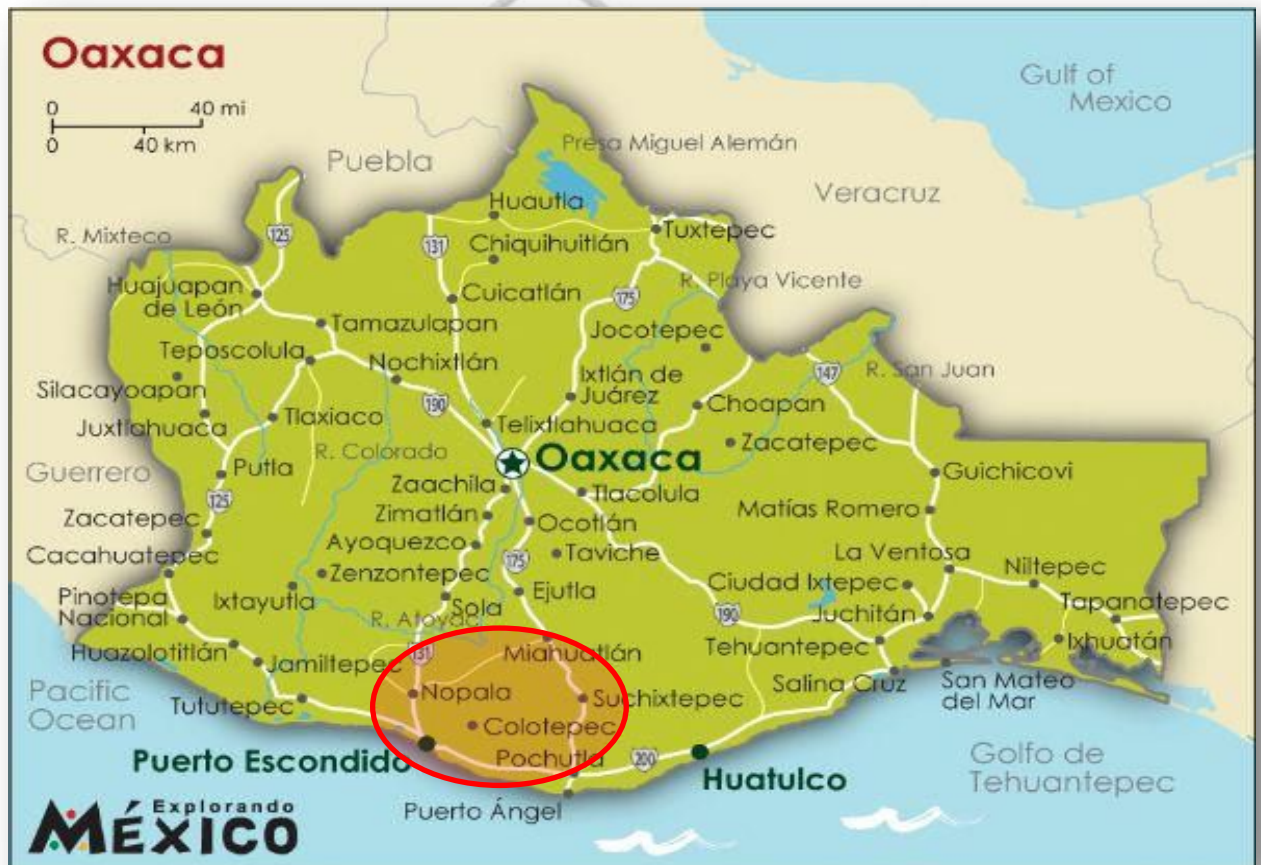 Oaxaca
0 40 mi
0 40 km
Gulf of
Mexico
Puebla
Presa Miguel Alemán
Veracruz
R. Mixteco
125
131
Huautla
Chiquihuitlán
Tuxtepec
R. Playa Vicente
Huajuapan
de León
Cuicatlán
175
Tamazulapan
Jocotepec
Teposcolula
Nochixtlán
Ixtlán de
Juárez
147
R. San Juan
Silacayoapan
190
Choapan
Juxtlahuaca
Tlaxiaco
Telixtlahuaca
Zacatepec
R. Colorado
Oaxaca
Guerrero
Putla
Guichicovi
Zaachila
Tlacolula
125
Zacatepec
Zimatlán
Ocotlán
Matías Romero
Cacahuatepec
Ayoquezco
175
Taviche
La Ventosa
Zenzontepec
Niltepec
Pinotepa
Nacional
Ixtayutla
Sola
Ejutla
Ciudad Ixtepec
Juchitán
Tapanatepec
R. Atoyac
190
Huazolotitlán
Jamiltepec
131
Miahuatlán
Tehuantepec
Ixhuatán
Pacific
Ocean
Tututepec
Nopala
Suchixtepec
Salina Cruz
San Mateo
del Mar
Colotepec
Puerto Escondido
Pochutla
200
Huatulco
Golfo de
Tehuantepec
Puerto Ángel
Explorando
MÉXICO